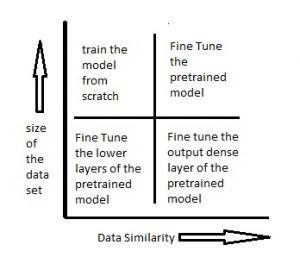 train the
model
from
scratch
Fine Tune
the
pretrained
model
size
of
the
data
set
Fine Tune
the lower
layers of the
pretrained
model
Fine tune the
output dense
layer of the
pretrained
model
Data Similarity